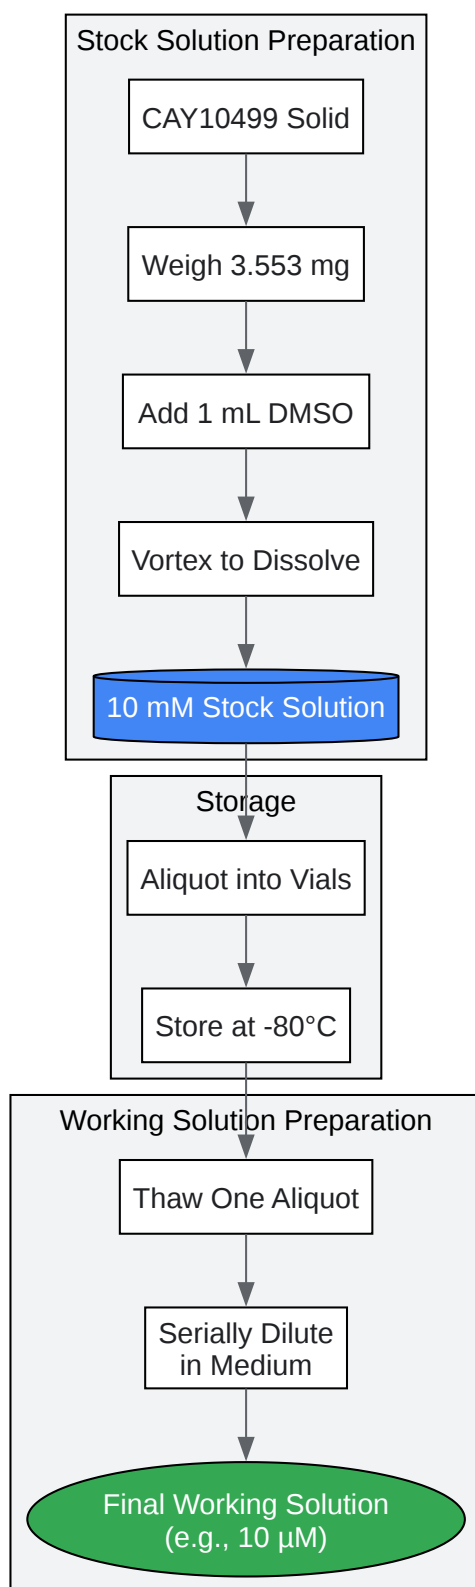 Stock Solution Preparation
CAY10499 Solid
Weigh 3.553 mg
Add 1 mL DMSO
Vortex to Dissolve
10 mM Stock Solution
Storage
Aliquot into Vials
Store at -80°C
Working Solution Preparation
Thaw One Aliquot
Serially Dilute
in Medium
Final Working Solution
(e.g., 10 µM)